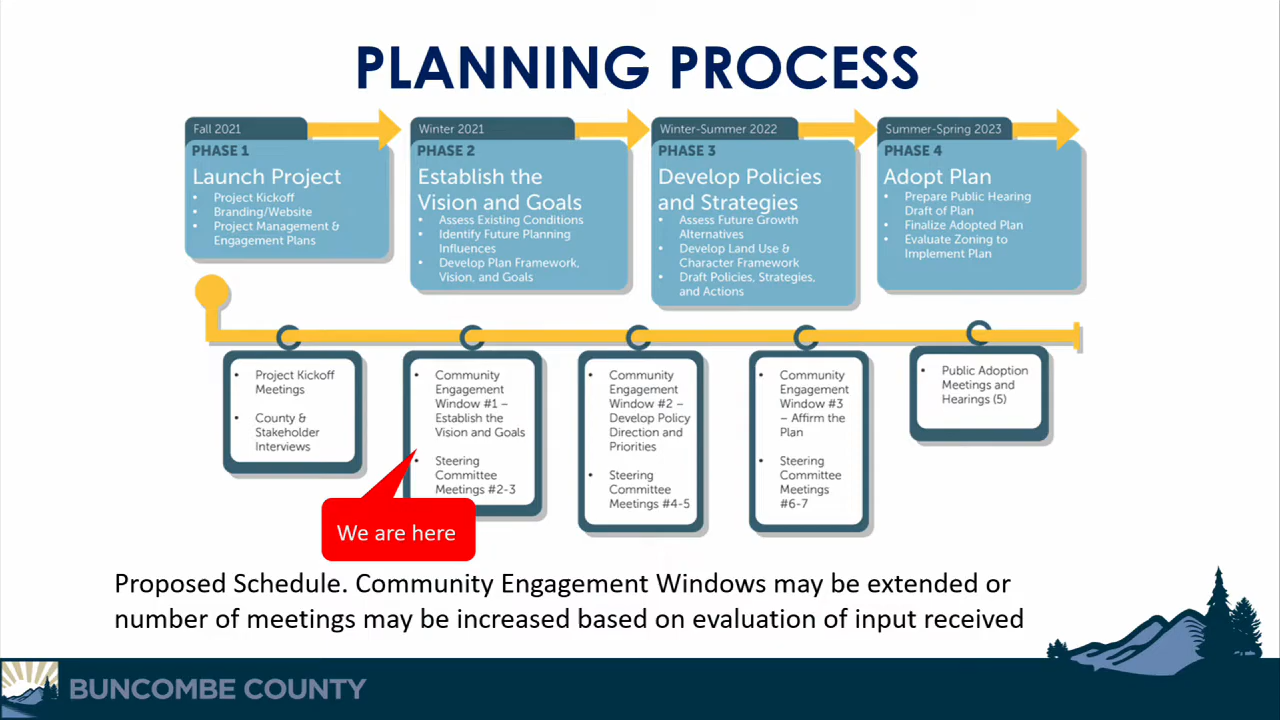 PLANNING PROCESS
Fall 2021
PHASE 1
Launch Project
• Project Kickoff
• Branding/Website
• Project Management &
Engagement Plans
Winter 2021
PHASE 2
Establish the
Vision and Goals
• Assess Existing Conditions
• Identify Future Planning
Influences
• Develop Plan Framework,
Vision, and Goals
Winter-Summer 2022
PHASE 3
Develop Policies
and Strategies
• Assess Future Growth
Alternatives
• Develop Land Use &
Character Framework
• Draft Policies, Strategies,
and Actions
Summer-Spring 2023
PHASE 4
Adopt Plan
• Prepare Public Hearing
Draft of Plan
• Finalize Adopted Plan
• Evaluate Zoning to
Implement Plan
• Project Kickoff
Meetings
• County &
Stakeholder
Interviews
• Community
Engagement
Window #1 –
Establish the
Vision and Goals
• Steering
Committee
Meetings #2-3
• Community
Engagement
Window #2 –
Develop Policy
Direction and
Priorities
• Steering
Committee
Meetings #4-5
• Community
Engagement
Window #3
– Affirm the
Plan
• Steering
Committee
Meetings
#6-7
• Public Adoption
Meetings and
Hearings (5)
We are here
Proposed Schedule. Community Engagement Windows may be extended or
number of meetings may be increased based on evaluation of input received
BUNCOMBE COUNTY